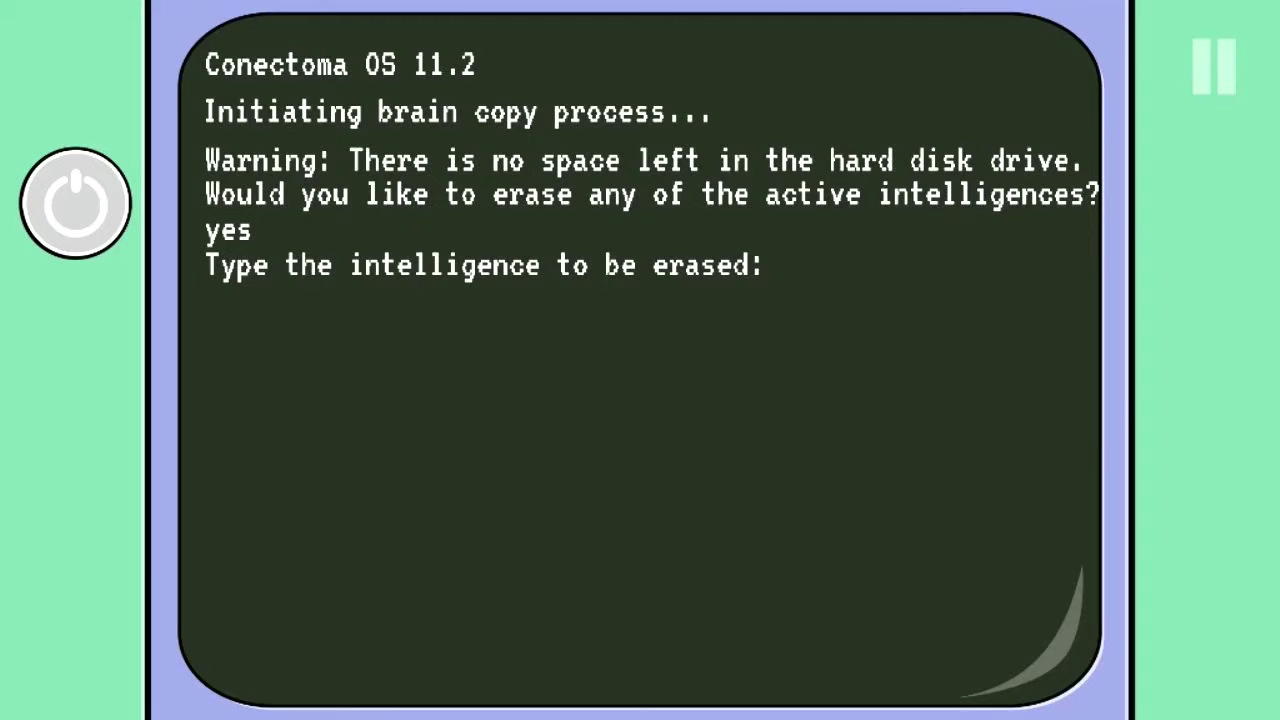 Conectoma OS 11.2
Initiating brain copy process...
Warning: There is no space left in the hard disk drive.
Would you like to erase any of the active intelligences?
yes
Type the intelligence to be erased: